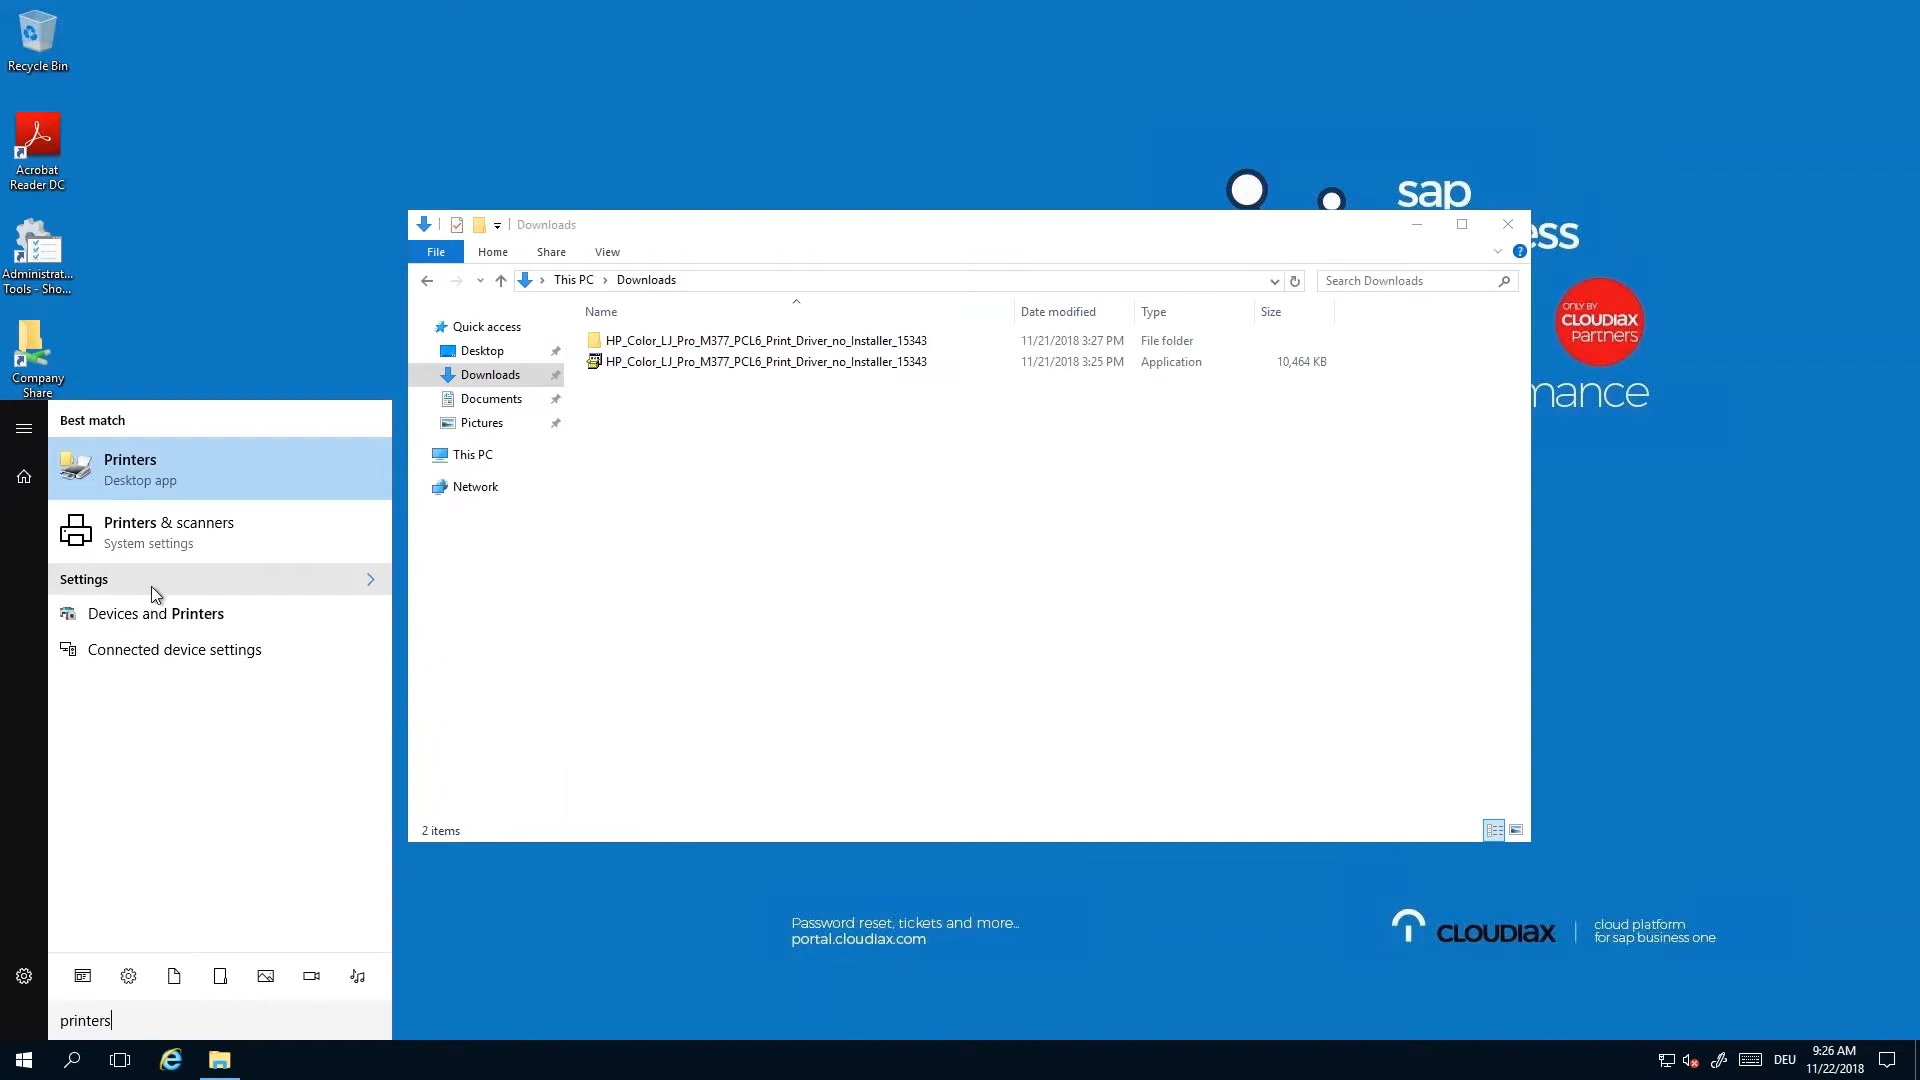 Recycle Bin
Acrobat
Reader DC
Administrat...
Tools - Sho...
Company
Share
sap
ess
ONLY BY
CLOUDIAX
PARTNERS
mance
Downloads
File
Home
Share
View
This PC
Downloads
Search Downloads
Name
Date modified
Type
Size
Quick access
Desktop
Downloads
Documents
Pictures
This PC
Network
HP_Color_LJ_Pro_M377_PCL6_Print_Driver_no_Installer_15343
11/21/2018 3:27 PM
File folder
HP_Color_LJ_Pro_M377_PCL6_Print_Driver_no_Installer_15343
11/21/2018 3:25 PM
Application
10,464 KB
2 items
Best match
Printers
Desktop app
Printers & scanners
System settings
Settings
Devices and Printers
Connected device settings
printers
Password reset, tickets and more...
portal.cloudiax.com
CLOUDIAX
cloud platform
for sap business one
DEU
9:26 AM
11/22/2018